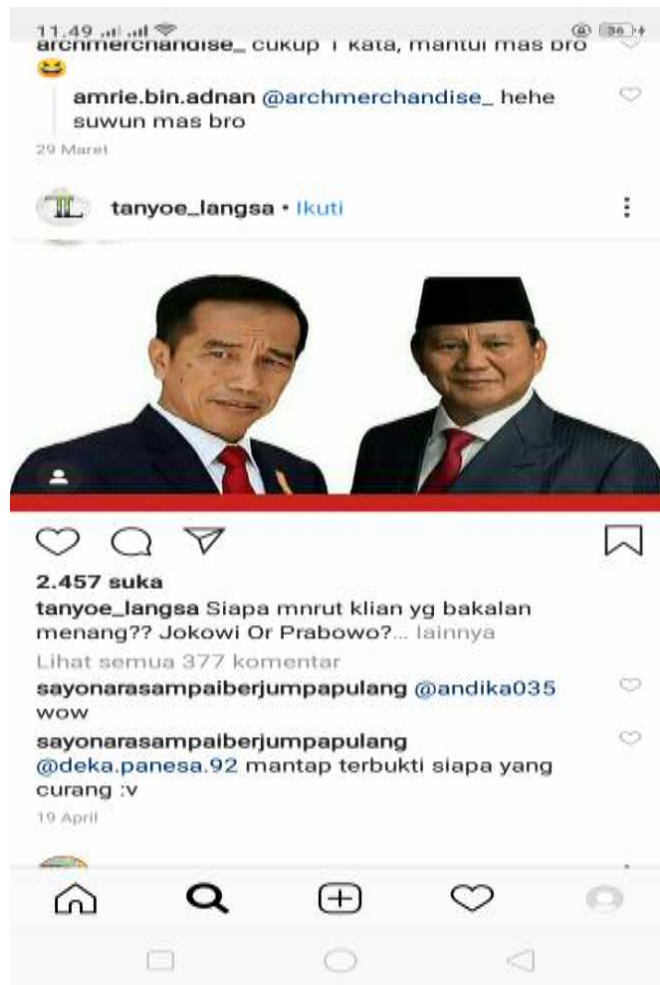 11.49
36
archmerchandise_ cukup 1 kata, mantul mas bro
amrie.bin.adnan @archmerchandise_ hehe
suwun mas bro
29 Maret
TL
tanyoe_langsa • Ikuti
2.457 suka
tanyoe_langsa Siapa mnrut klian yg bakalan
menang?? Jokowi Or Prabowo?... lainnya
Lihat semua 377 komentar
sayonarasampaiberjumpapulang @andika035
wow
sayonarasampaiberjumpapulang
@deka.panesa.92 mantap terbukti siapa yang
curang :v
19 April